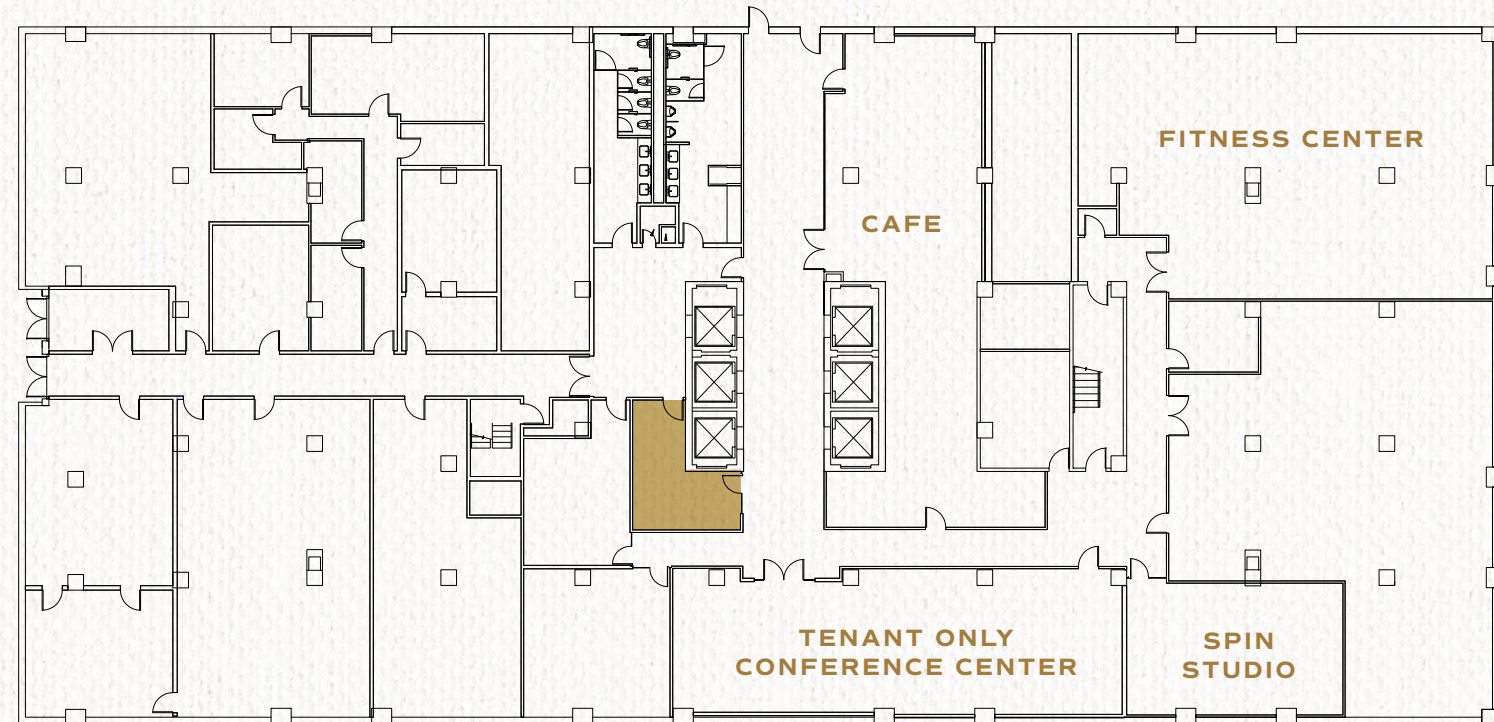 FITNESS CENTER
CAFE
TENANT ONLY
CONFERENCE CENTER
SPIN
STUDIO